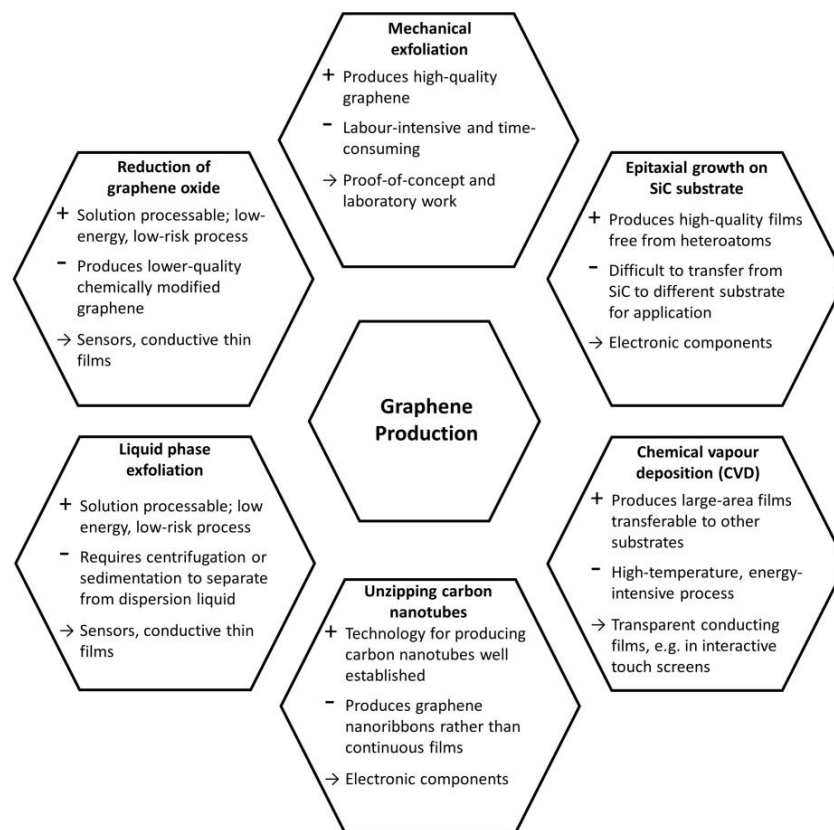 Mechanical
exfoliation
+ Produces high-quality
graphene
- Labour-intensive and time-
consuming
→ Proof-of-concept and
laboratory work
Reduction of
graphene oxide
+ Solution processable; low-
energy, low-risk process
- Produces lower-quality
chemically modified
graphene
→ Sensors, conductive thin
films
Epitaxial growth on
SiC substrate
+ Produces high-quality films
free from heteroatoms
- Difficult to transfer from
SiC to different substrate
for application
→ Electronic components
Graphene
Production
Liquid phase
exfoliation
+ Solution processable; low
energy, low-risk process
- Requires centrifugation or
sedimentation to separate
from dispersion liquid
→ Sensors, conductive thin
films
Chemical vapour
deposition (CVD)
+ Produces large-area films
transferable to other
substrates
- High-temperature, energy-
intensive process
→ Transparent conducting
films, e.g. in interactive
touch screens
Unzipping carbon
nanotubes
+ Technology for producing
carbon nanotubes well
established
- Produces graphene
nanoribbons rather than
continuous films
→ Electronic components